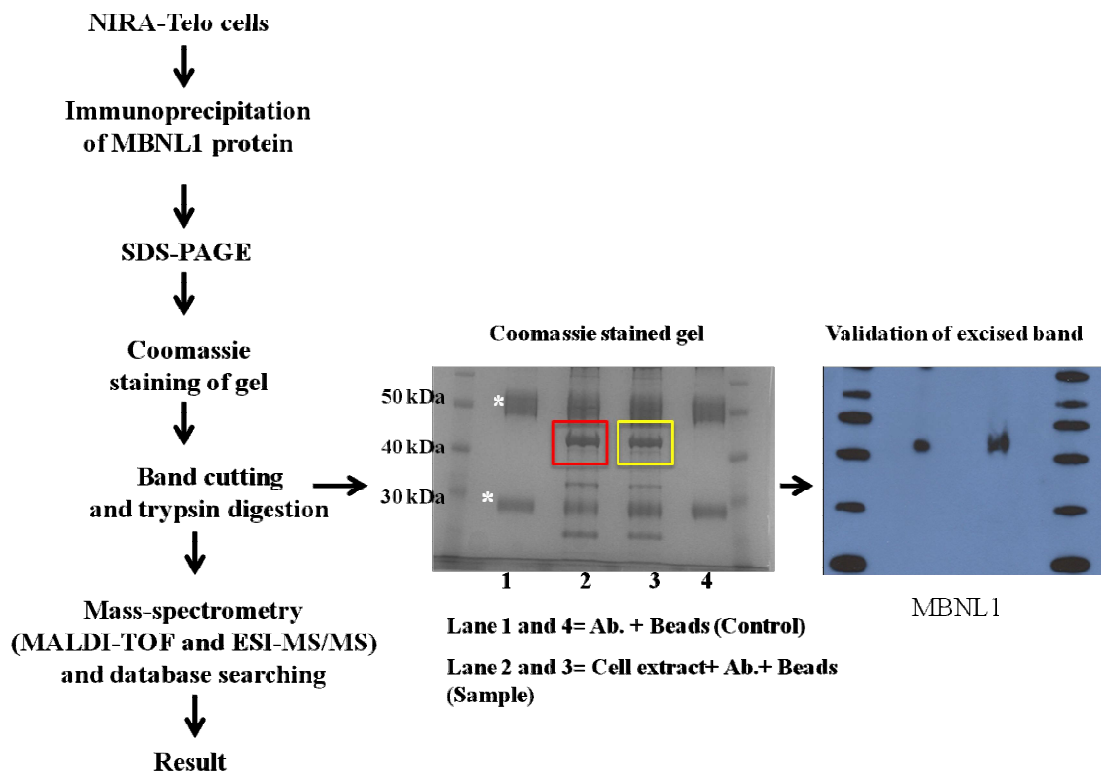 NIRA-Telo cells
Immunoprecipitation
of MBNL1 protein
SDS-PAGE
Coomassie
staining of gel
Band cutting
and trypsin digestion
Mass-spectrometry
(MALDI-TOF and ESI-MS/MS)
and database searching
Result
Coomassie stained gel
50 kDa
*
40 kDa
30 kDa
*
1 2 3 4
Lane 1 and 4= Ab. + Beads (Control)
Lane 2 and 3= Cell extract+ Ab.+ Beads
(Sample)
Validation of excised band
MBNL1